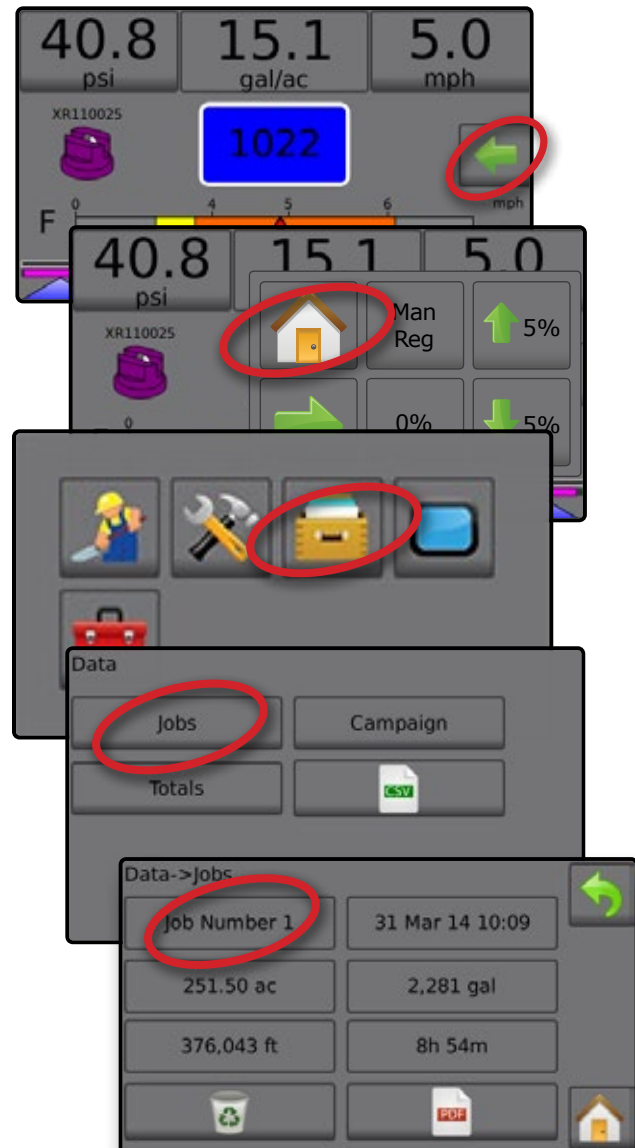 40.8 15.1 5.0
psi gal/ac mph
XR110025
1022
0 4 5 6
mph
F
40.8 15.1 5.0
psi
XR110025
Man
Reg
5%
0
0% 5%
Data
Jobs Campaign
Totals CSV
Data->Jobs
Job Number 1 31 Mar 14 10:09
251.50 ac 2,281 gal
376,043 ft 8h 54m
PDF